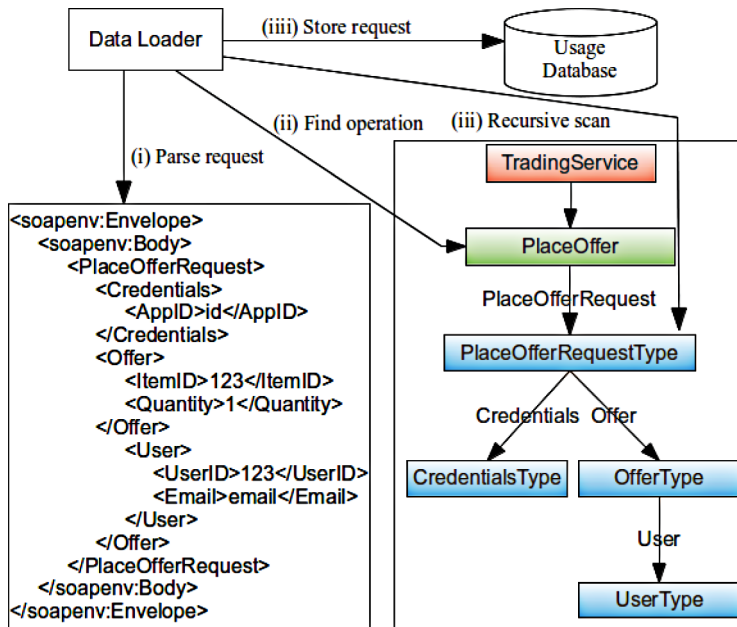 Data Loader
(iiii) Store request
Usage
Database
(ii) Find operation
(iii) Recursive scan
(i) Parse request
<soapenv:Envelope>
<soapenv:Body>
<PlaceOfferRequest>
<Credentials>
<AppID>id</AppID>
</Credentials>
<Offer>
<ItemID>123</ItemID>
<Quantity>1</Quantity>
</Offer>
<User>
<UserID>123</UserID>
<Email>email</Email>
</User>
</Offer>
</PlaceOfferRequest>
</soapenv:Body>
</soapenv:Envelope>
TradingService
PlaceOffer
PlaceOfferRequest
PlaceOfferRequestType
Credentials Offer
CredentialsType
OfferType
User
UserType